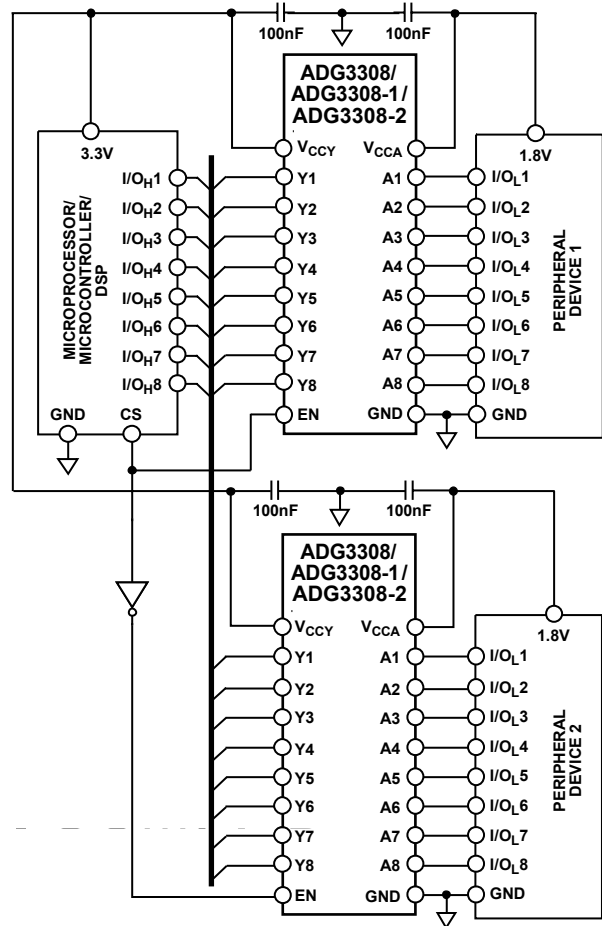 100nF
100nF
ADG3308/
ADG3308-1/
ADG3308-2
3.3V
VCCY
VCCA
1.8V
I/OH1
Y1
A1
I/OL1
I/OH2
Y2
A2
I/OL2
I/OH3
Y3
A3
I/OL3
I/OH4
Y4
A4
I/OL4
I/OH5
Y5
A5
I/OL5
I/OH6
Y6
A6
I/OL6
I/OH7
Y7
A7
I/OL7
I/OH8
Y8
A8
I/OL8
MICROPROCESSOR/
MICROCONTROLLER/
DSP
PERIPHERAL
DEVICE 1
GND
CS
EN
GND
GND
100nF
100nF
ADG3308/
ADG3308-1/
ADG3308-2
VCCY
VCCA
1.8V
Y1
A1
I/OL1
Y2
A2
I/OL2
Y3
A3
I/OL3
Y4
A4
I/OL4
Y5
A5
I/OL5
Y6
A6
I/OL6
Y7
A7
I/OL7
Y8
A8
I/OL8
PERIPHERAL
DEVICE 2
EN
GND
GND